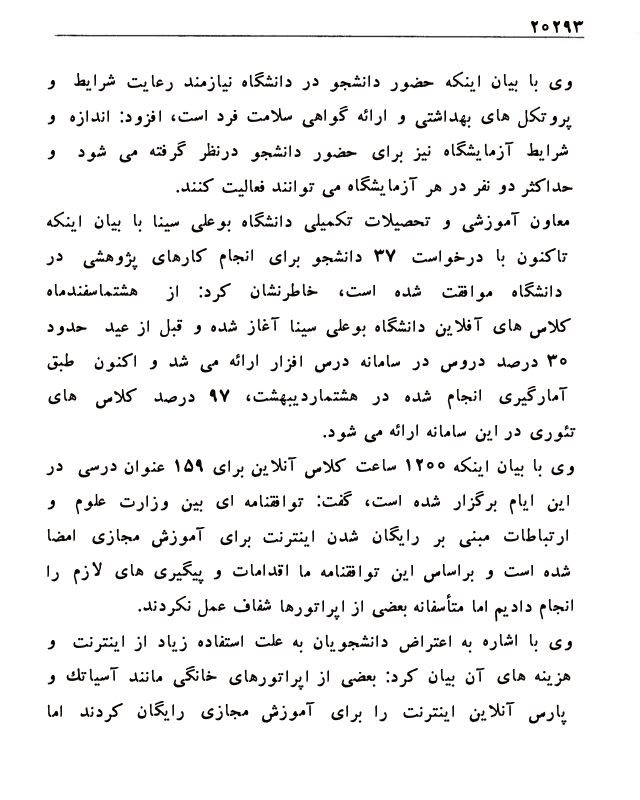 ۲۰۲۹۳
وی با بیان اینکه حضور دانشجو در دانشگاه نیازمند رعایت شرایط و
پروتکل های بهداشتی و ارائه گواهی سلامت فرد است، افزود: اندازه و
شرایط آزمایشگاه نیز برای حضور دانشجو درنظر گرفته می شود و
حداکثر دو نفر در هر آزمایشگاه می توانند فعالیت کنند.
معاون آموزشی و تحصیلات تکمیلی دانشگاه بوعلی سینا با بیان اینکه
تاکنون با درخواست ۳۷ دانشجو برای انجام کارهای پژوهشی در
دانشگاه موافقت شده است، خاطرنشان کرد: از هشتماسفندماه
کلاس های آفلاین دانشگاه بوعلی سینا آغاز شده و قبل از عید حدود
۳۰ درصد دروس در سامانه درس افزار ارائه می شد و اکنون طبق
آمارگیری انجام شده در هشتماردیبهشت، ۹۷ درصد کلاس های
تئوری در این سامانه ارائه می شود.
وی با بیان اینکه ۱۲۰۰ ساعت کلاس آنلاین برای ۱۵۹ عنوان درسی در
این ایام برگزار شده است، گفت: توافقنامه ای بین وزارت علوم و
ارتباطات مبنی بر رایگان شدن اینترنت برای آموزش مجازی امضا
شده است و براساس این توافقنامه ما اقدامات و پیگیری های لازم را
انجام دادیم اما متأسفانه بعضی از اپراتورها شفاف عمل نکردند.
وی با اشاره به اعتراض دانشجویان به علت استفاده زیاد از اینترنت و
هزینه های آن بیان کرد: بعضی از اپراتورهای خانگی مانند آسیاتك و
پارس آنلاین اینترنت را برای آموزش مجازی رایگان کردند اما